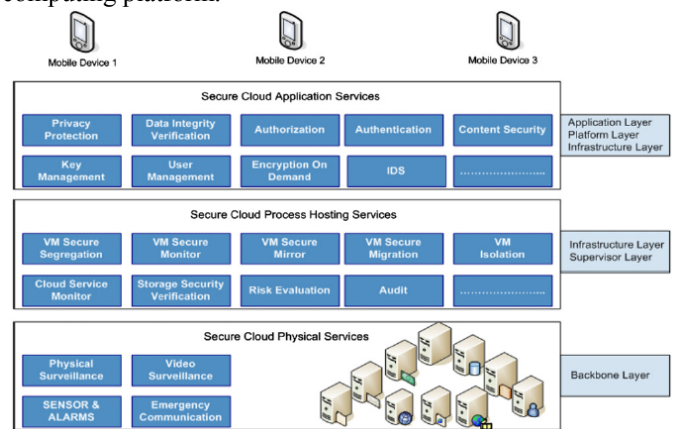 computing platform.
Mobile Device 1
Mobile Device 2
Mobile Device 3
Secure Cloud Application Services
Privacy
Protection
Data Integrity
Verification
Authorization
Authentication
Content Security
Key
Management
User
Management
Encryption On
Demand
IDS
........................
Application Layer
Platform Layer
Infrastructure Layer
Secure Cloud Process Hosting Services
VM Secure
Segregation
VM Secure
Monitor
VM Secure
Mirror
VM Secure
Migration
VM
Isolation
Cloud Service
Monitor
Storage Security
Verification
Risk Evaluation
Audit
........................
Infrastructure Layer
Supervisor Layer
Secure Cloud Physical Services
Physical
Surveillance
Video
Surveillance
SENSOR &
ALARMS
Emergency
Communication
Backbone Layer